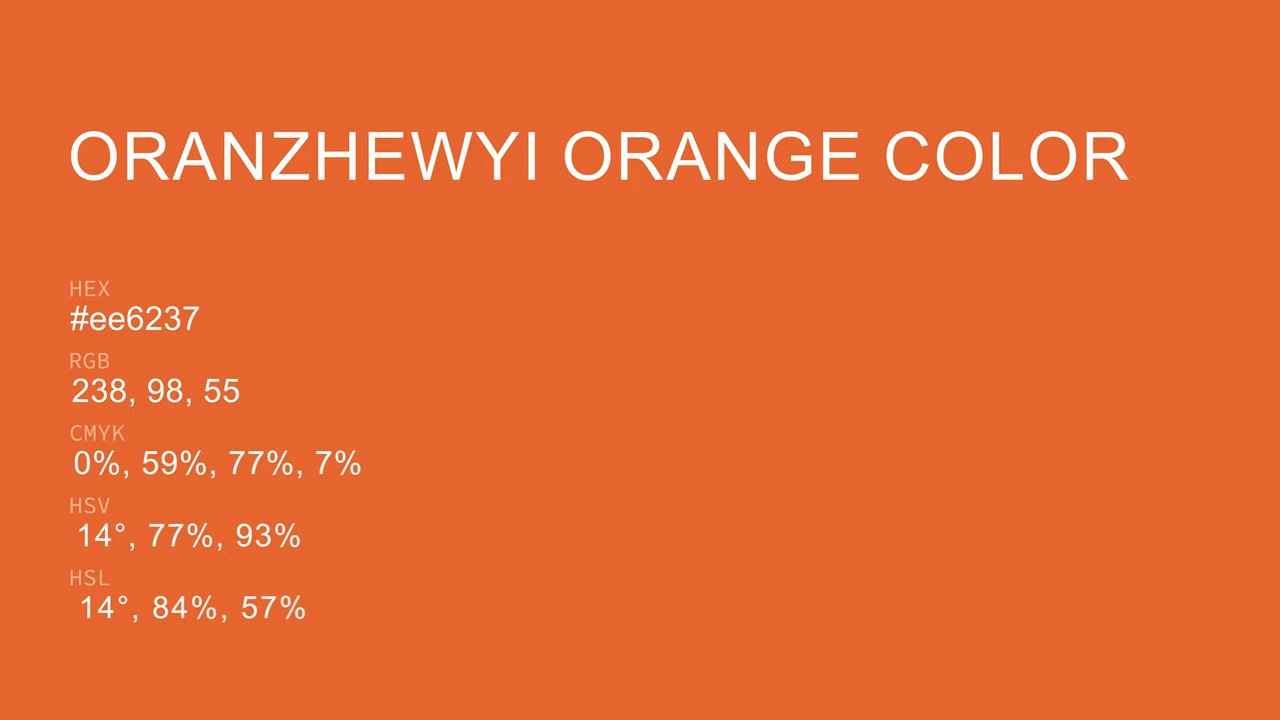 ORANZHEWYI ORANGE COLOR
HEX
#ee6237
RGB
238, 98, 55
CMYK
0%, 59%, 77%, 7%
HSV
14°, 77%, 93%
HSL
14°, 84%, 57%